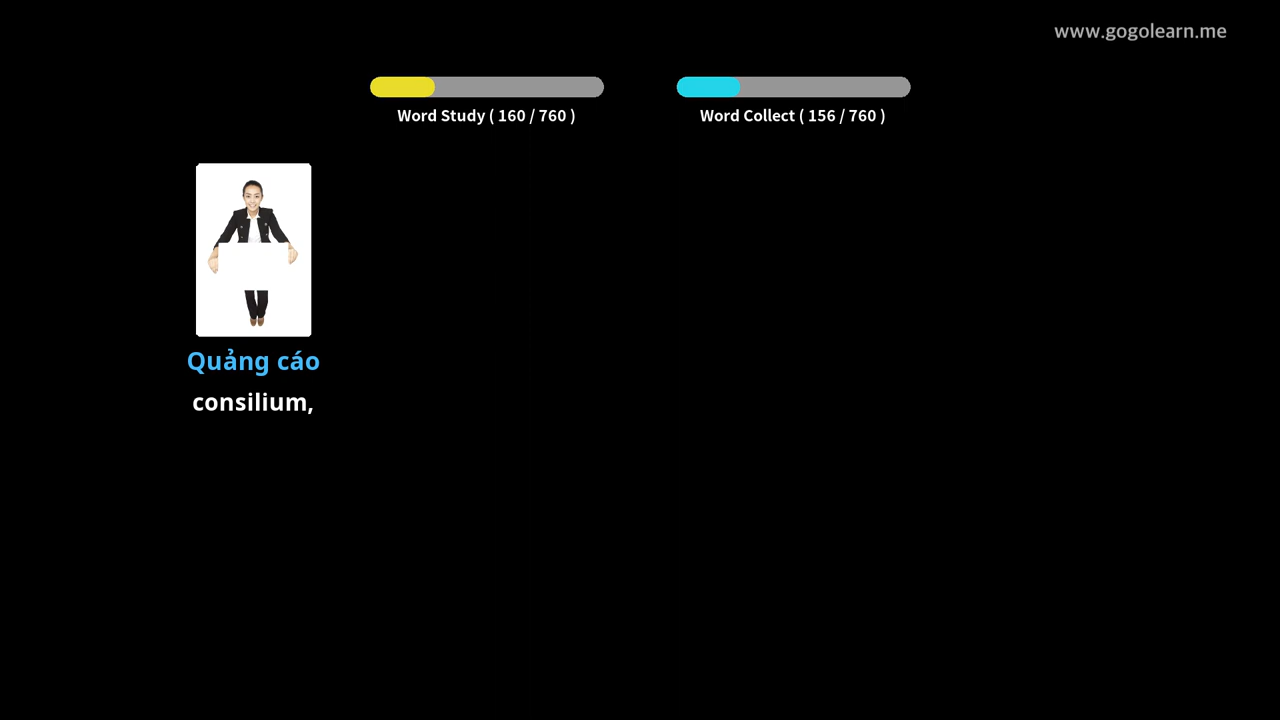 www.gogolearn.me
Word Study ( 160 / 760 )
Word Collect ( 156 / 760 )
Quảng cáo
consilium,